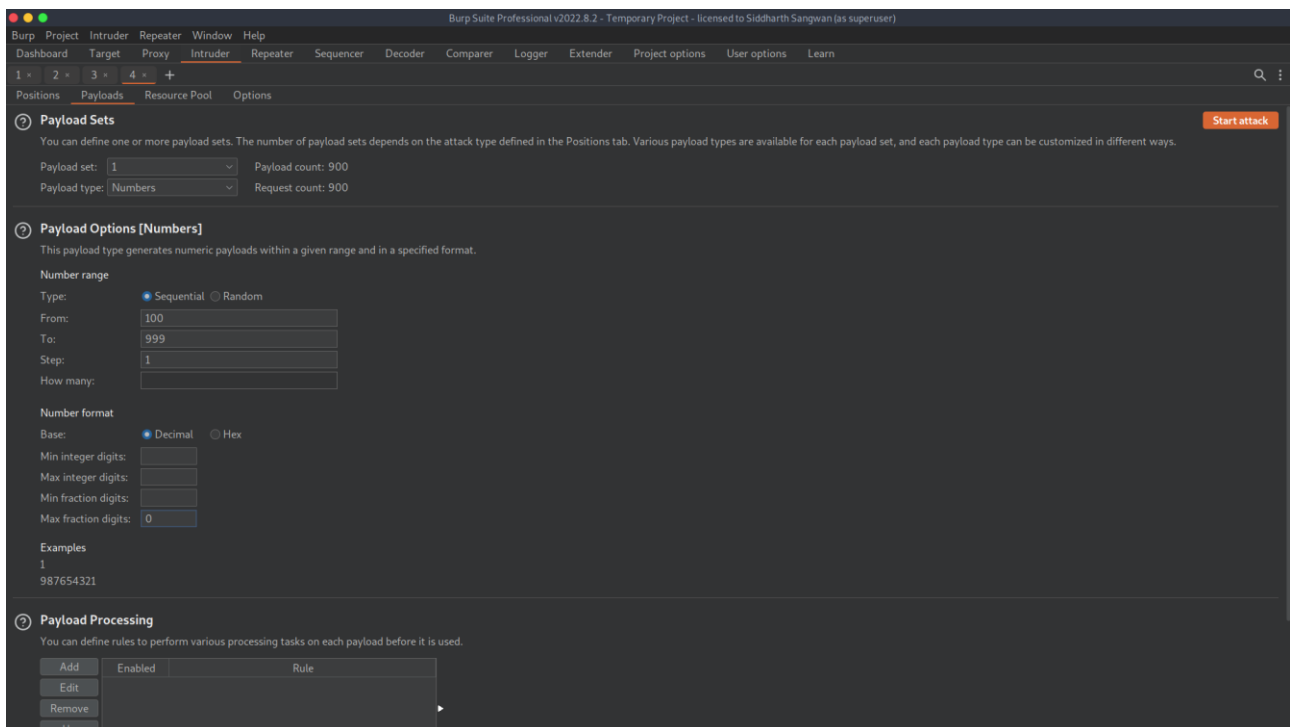 Burp Suite Professional v2022.8.2 - Temporary Project - licensed to Siddharth Sangwan (as superuser)
Burp Project Intruder Repeater Window Help
Dashboard Target Proxy Intruder Repeater Sequencer Decoder Comparer Logger Extender Project options User options Learn
1 × 2 × 3 × 4 × +
Positions Payloads Resource Pool Options
? Payload Sets Start attack
You can define one or more payload sets. The number of payload sets depends on the attack type defined in the Positions tab. Various payload types are available for each payload set, and each payload type can be customized in different ways.
Payload set: 1 Payload count: 900
Payload type: Numbers Request count: 900
? Payload Options [Numbers]
This payload type generates numeric payloads within a given range and in a specified format.
Number range
Type: Sequential Random
From: 100
To: 999
Step: 1
How many:
Number format
Base: Decimal Hex
Min integer digits:
Max integer digits:
Min fraction digits:
Max fraction digits: 0
Examples
1
987654321
? Payload Processing
You can define rules to perform various processing tasks on each payload before it is used.
Add Enabled Rule
Edit
Remove